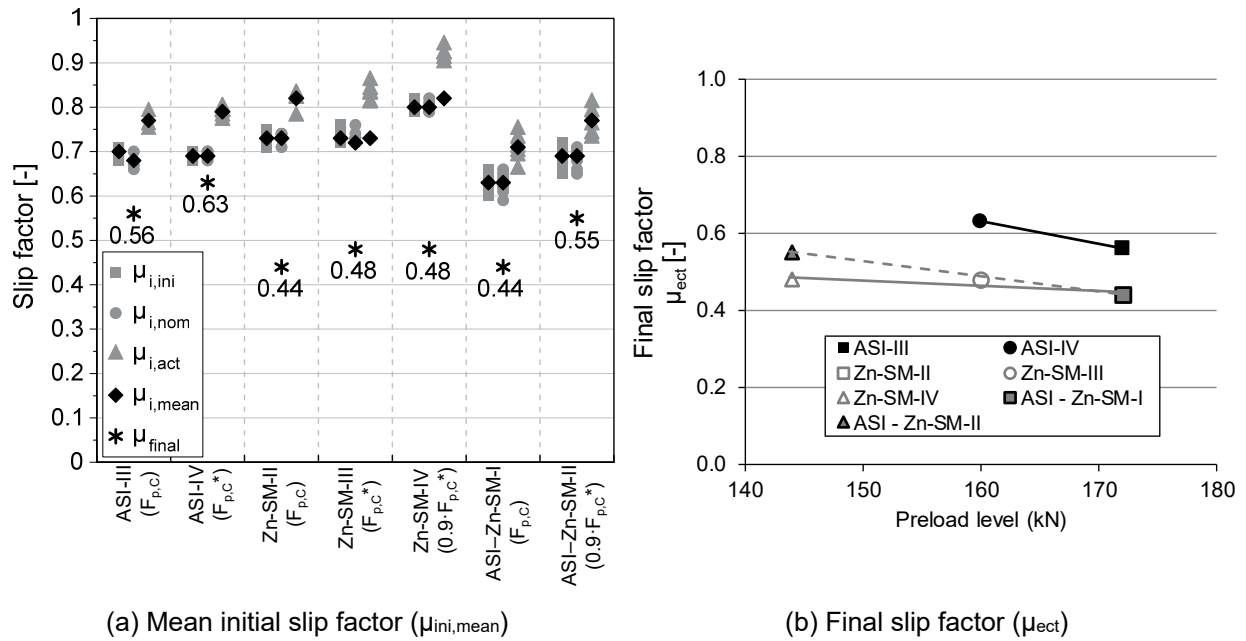 1
0.9
0.8
0.7
0.6
0.5
0.4
0.3
0.2
0.1
0
Slip factor [-]
0.56
0.63
0.44
0.48
0.48
0.44
0.55
μi,ini
μi,nom
μi,act
μi,mean
μfinal
ASI-III
(Fp,C)
ASI-IV
(Fp,C*)
Zn-SM-II
(Fp,C)
Zn-SM-III
(Fp,C*)
Zn-SM-IV
(0.9·Fp,C*)
ASI–Zn-SM-I
(Fp,C)
ASI–Zn-SM-II
(0.9·Fp,C*)
(a) Mean initial slip factor (μini,mean)
Final slip factor
μect [-]
1.0
0.8
0.6
0.4
0.2
0.0
ASI-III
ASI-IV
Zn-SM-II
Zn-SM-III
Zn-SM-IV
ASI - Zn-SM-I
ASI - Zn-SM-II
140
150
160
170
180
Preload level (kN)
(b) Final slip factor (μect)